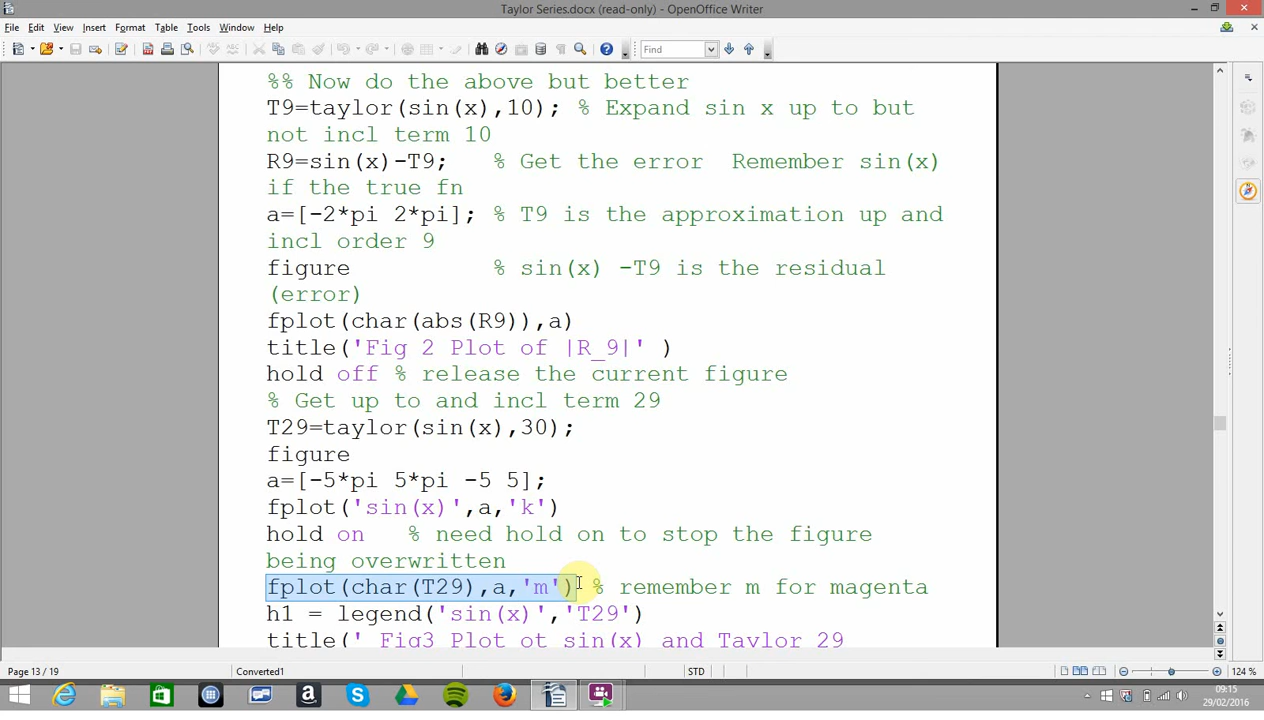 Taylor Series.docx (read-only) - OpenOffice Writer
File Edit View Insert Format Table Tools Window Help
Find
%% Now do the above but better
T9=taylor(sin(x),10); % Expand sin x up to but
not incl term 10
R9=sin(x)-T9; % Get the error Remember sin(x)
if the true fn
a=[-2*pi 2*pi]; % T9 is the approximation up and
incl order 9
figure % sin(x) -T9 is the residual
(error)
fplot(char(abs(R9)),a)
title('Fig 2 Plot of |R_9|' )
hold off % release the current figure
% Get up to and incl term 29
T29=taylor(sin(x),30);
figure
a=[-5*pi 5*pi -5 5];
fplot('sin(x)',a,'k')
hold on % need hold on to stop the figure
being overwritten
fplot(char(T29),a,'m') % remember m for magenta
h1 = legend('sin(x)','T29')
title(' Fig3 Plot ot sin(x) and Taylor 29
Page 13 / 19 Converted1 STD 124 %
09:15
29/02/2016